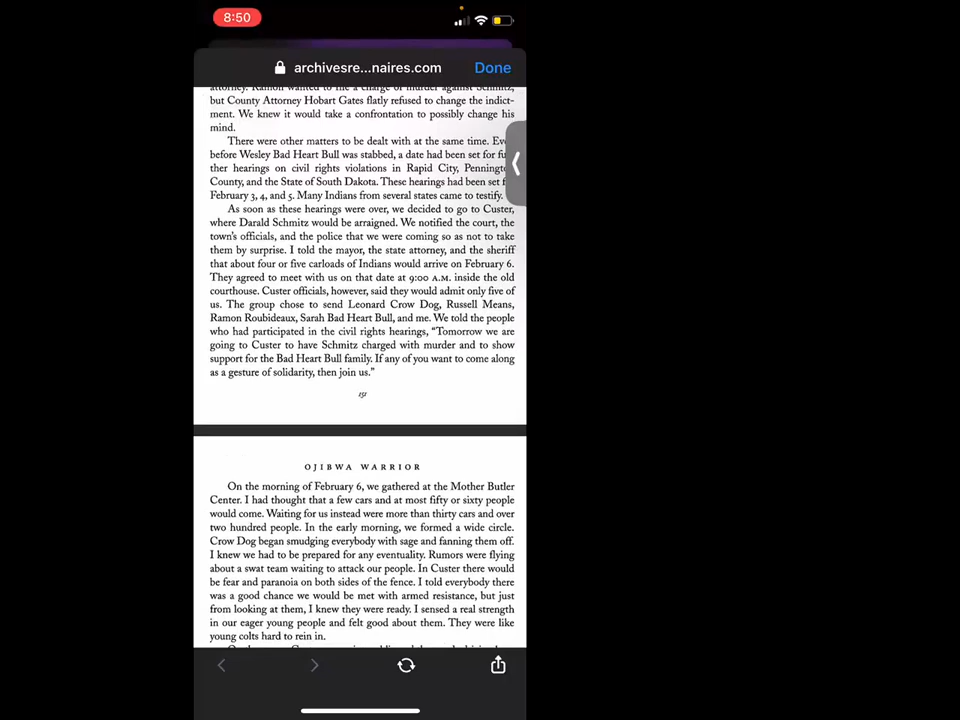 8:50
archivesre...naires.com
Done
attorney. Ramon wanted to file a charge of murder against Schmitz,
but County Attorney Hobart Gates flatly refused to change the indict-
ment. We knew it would take a confrontation to possibly change his
mind.
There were other matters to be dealt with at the same time. Eve
before Wesley Bad Heart Bull was stabbed, a date had been set for fu
ther hearings on civil rights violations in Rapid City, Penningt
County, and the State of South Dakota. These hearings had been set f
February 3, 4, and 5. Many Indians from several states came to testify.
As soon as these hearings were over, we decided to go to Custer,
where Darald Schmitz would be arraigned. We notified the court, the
town's officials, and the police that we were coming so as not to take
them by surprise. I told the mayor, the state attorney, and the sheriff
that about four or five carloads of Indians would arrive on February 6.
They agreed to meet with us on that date at 9:00 A.M. inside the old
courthouse. Custer officials, however, said they would admit only five of
us. The group chose to send Leonard Crow Dog, Russell Means,
Ramon Roubideaux, Sarah Bad Heart Bull, and me. We told the people
who had participated in the civil rights hearings, “Tomorrow we are
going to Custer to have Schmitz charged with murder and to show
support for the Bad Heart Bull family. If any of you want to come along
as a gesture of solidarity, then join us.”
151
OJIBWA WARRIOR
On the morning of February 6, we gathered at the Mother Butler
Center. I had thought that a few cars and at most fifty or sixty people
would come. Waiting for us instead were more than thirty cars and over
two hundred people. In the early morning, we formed a wide circle.
Crow Dog began smudging everybody with sage and fanning them off.
I knew we had to be prepared for any eventuality. Rumors were flying
about a swat team waiting to attack our people. In Custer there would
be fear and paranoia on both sides of the fence. I told everybody there
was a good chance we would be met with armed resistance, but just
from looking at them, I knew they were ready. I sensed a real strength
in our eager young people and felt good about them. They were like
young colts hard to rein in.